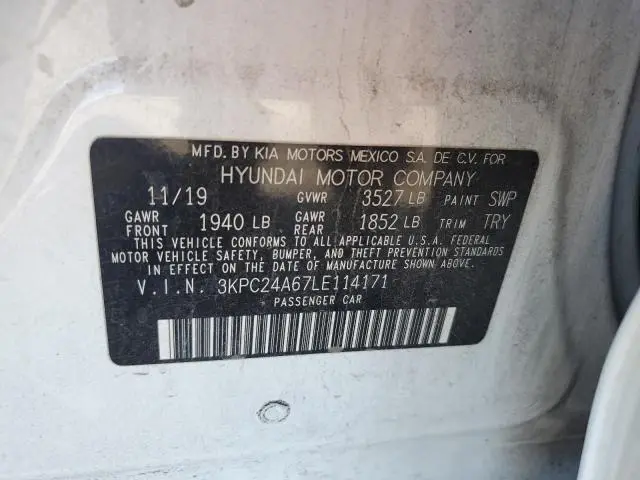 MFD. BY KIA MOTORS MEXICO S.A. DE C.V. FOR
HYUNDAI MOTOR COMPANY
11/19 GVWR 3527 LB PAINT SWP
GAWR FRONT 1940 LB GAWR REAR 1852 LB TRIM TRY
THIS VEHICLE CONFORMS TO ALL APPLICABLE U.S.A. FEDERAL
MOTOR VEHICLE SAFETY, BUMPER, AND THEFT PREVENTION STANDARDS
IN EFFECT ON THE DATE OF MANUFACTURE SHOWN ABOVE.
V.I.N. 3KPC24A67LE114171
PASSENGER CAR